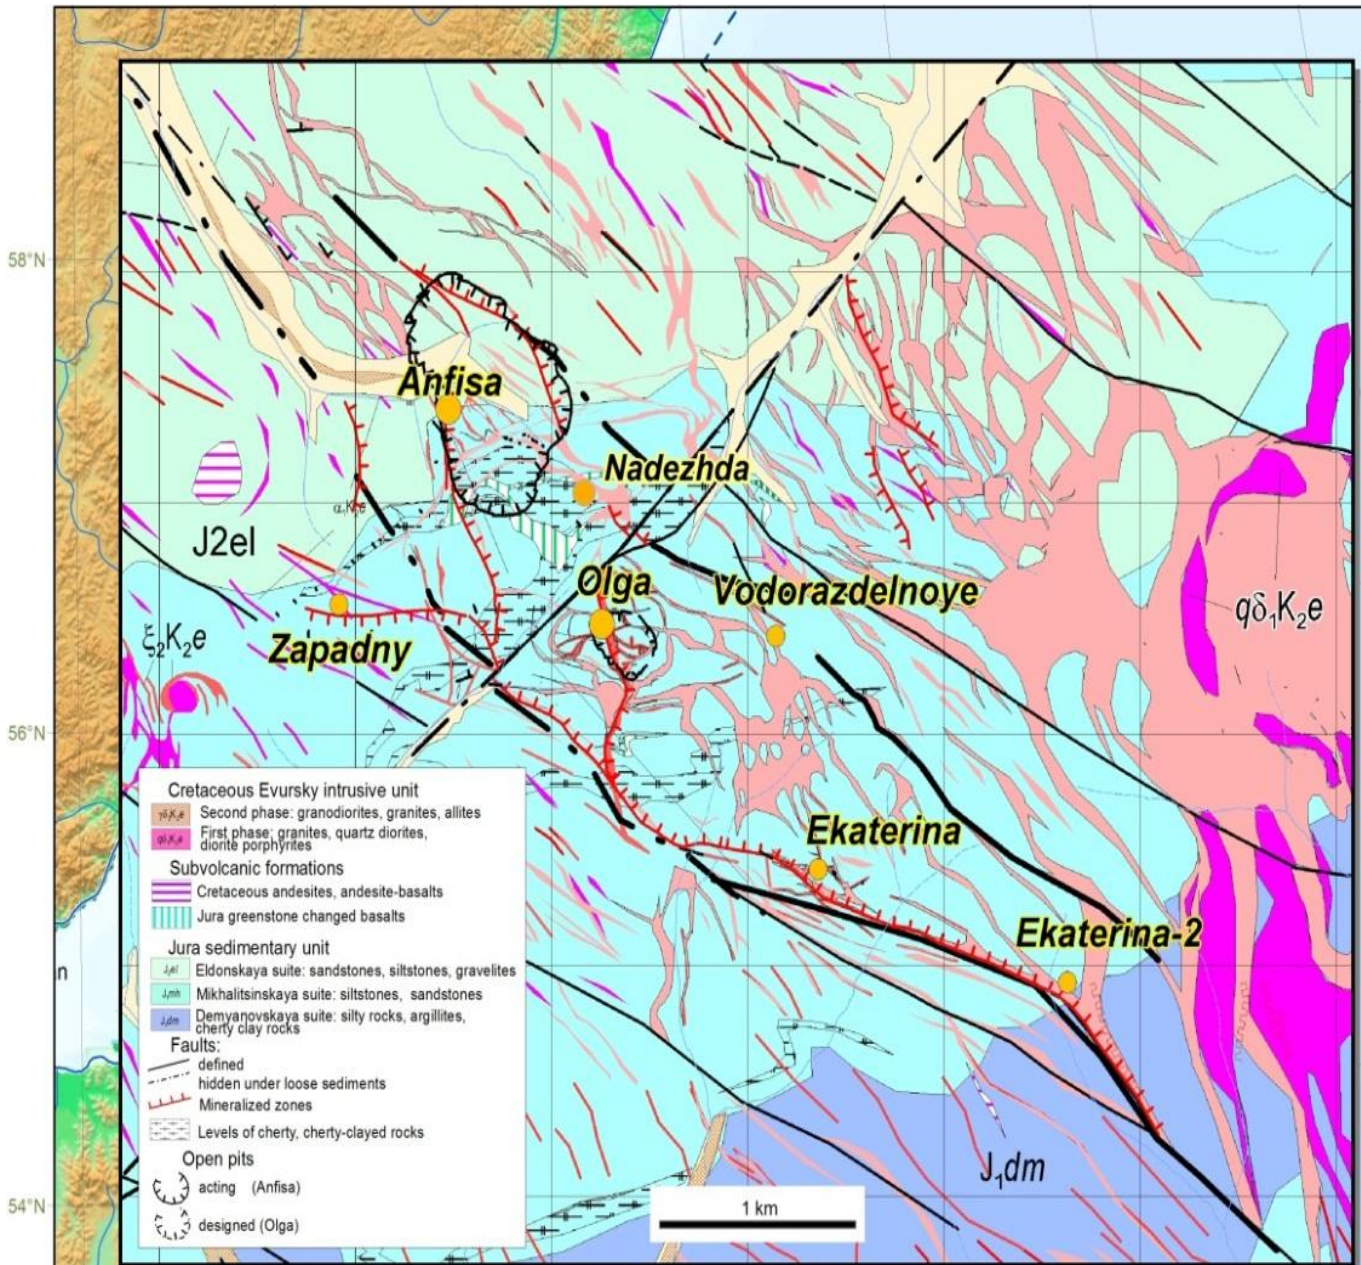 58°N
Anfisa
Nadezhda
J2el
Olga
Vodorazdelnoye
Zapadny
ξ₂K₂e
qδ₁K₂e
56°N
Cretaceous Evursky intrusive unit
Second phase: granodiorites, granites, allites
First phase; granites, quartz diorites,
diorite porphyrites
Subvolcanic formations
Cretaceous andesites, andesite-basalts
Jura greenstone changed basalts
Ekaterina
Ekaterina-2
Jura sedimentary unit
Eldonskaya suite: sandstones, siltstones, gravelites
J₁mh Mikhalitsinskaya suite: siltstones, sandstones
J₁dm Demyanovskaya suite: silty rocks, argillites,
cherty clay rocks
n
Faults:
defined
hidden under loose sediments
Mineralized zones
Levels of cherty, cherty-clayed rocks
Open pits
acting (Anfisa)
designed (Olga)
J₁dm
54°N
1 km